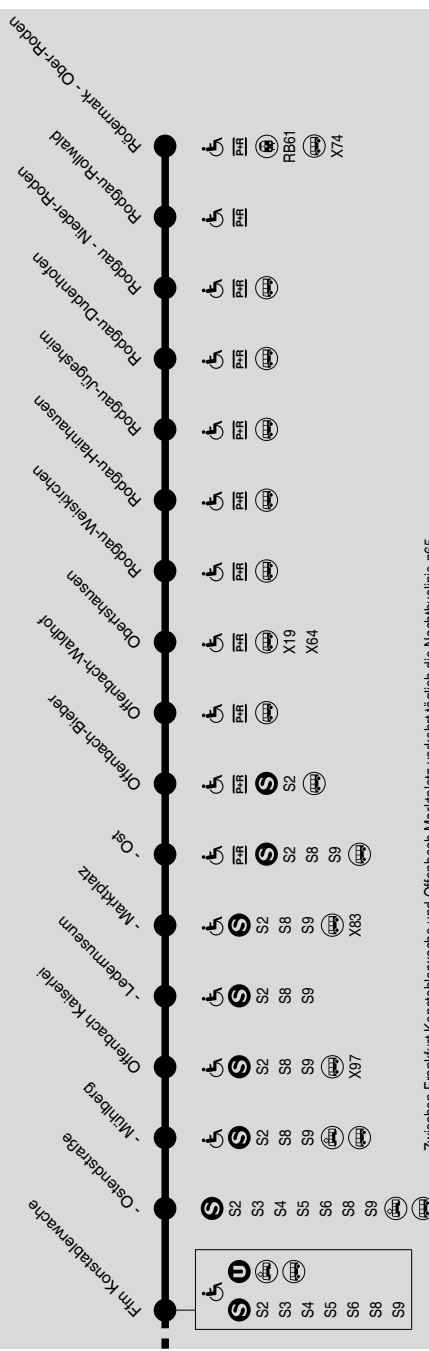 Ffm Konstablerwache
S U
S2
S3
S4
S5
S6
S8
S9
- Ostendstraße
S
S2
S3
S4
S5
S6
S8
S9
- Mühlberg
S
S2
S8
S9
Offenbach Kaiserlei
S
S2
S8
S9
X97
- Ledermuseum
S
S2
S8
S9
- Marktplatz
S
S2
S8
S9
X83
- Ost
P+R
S
S2
S8
S9
Offenbach-Bieber
P+R
S
S2
Offenbach-Waldhof
P+R
Obertshausen
P+R
X19
X64
Rodgau-Weiskirchen
P+R
Rodgau-Hainhausen
P+R
Rodgau-Jügesheim
P+R
Rodgau-Dudenhofen
P+R
Rodgau - Nieder-Roden
P+R
Rodgau-Rollwald
P+R
Rödermark - Ober-Roden
P+R
RB61
X74
Zwischen Frankfurt Konstablerwache und Offenbach Marktplatz verkehrt täglich die Nachtbuslinie n65